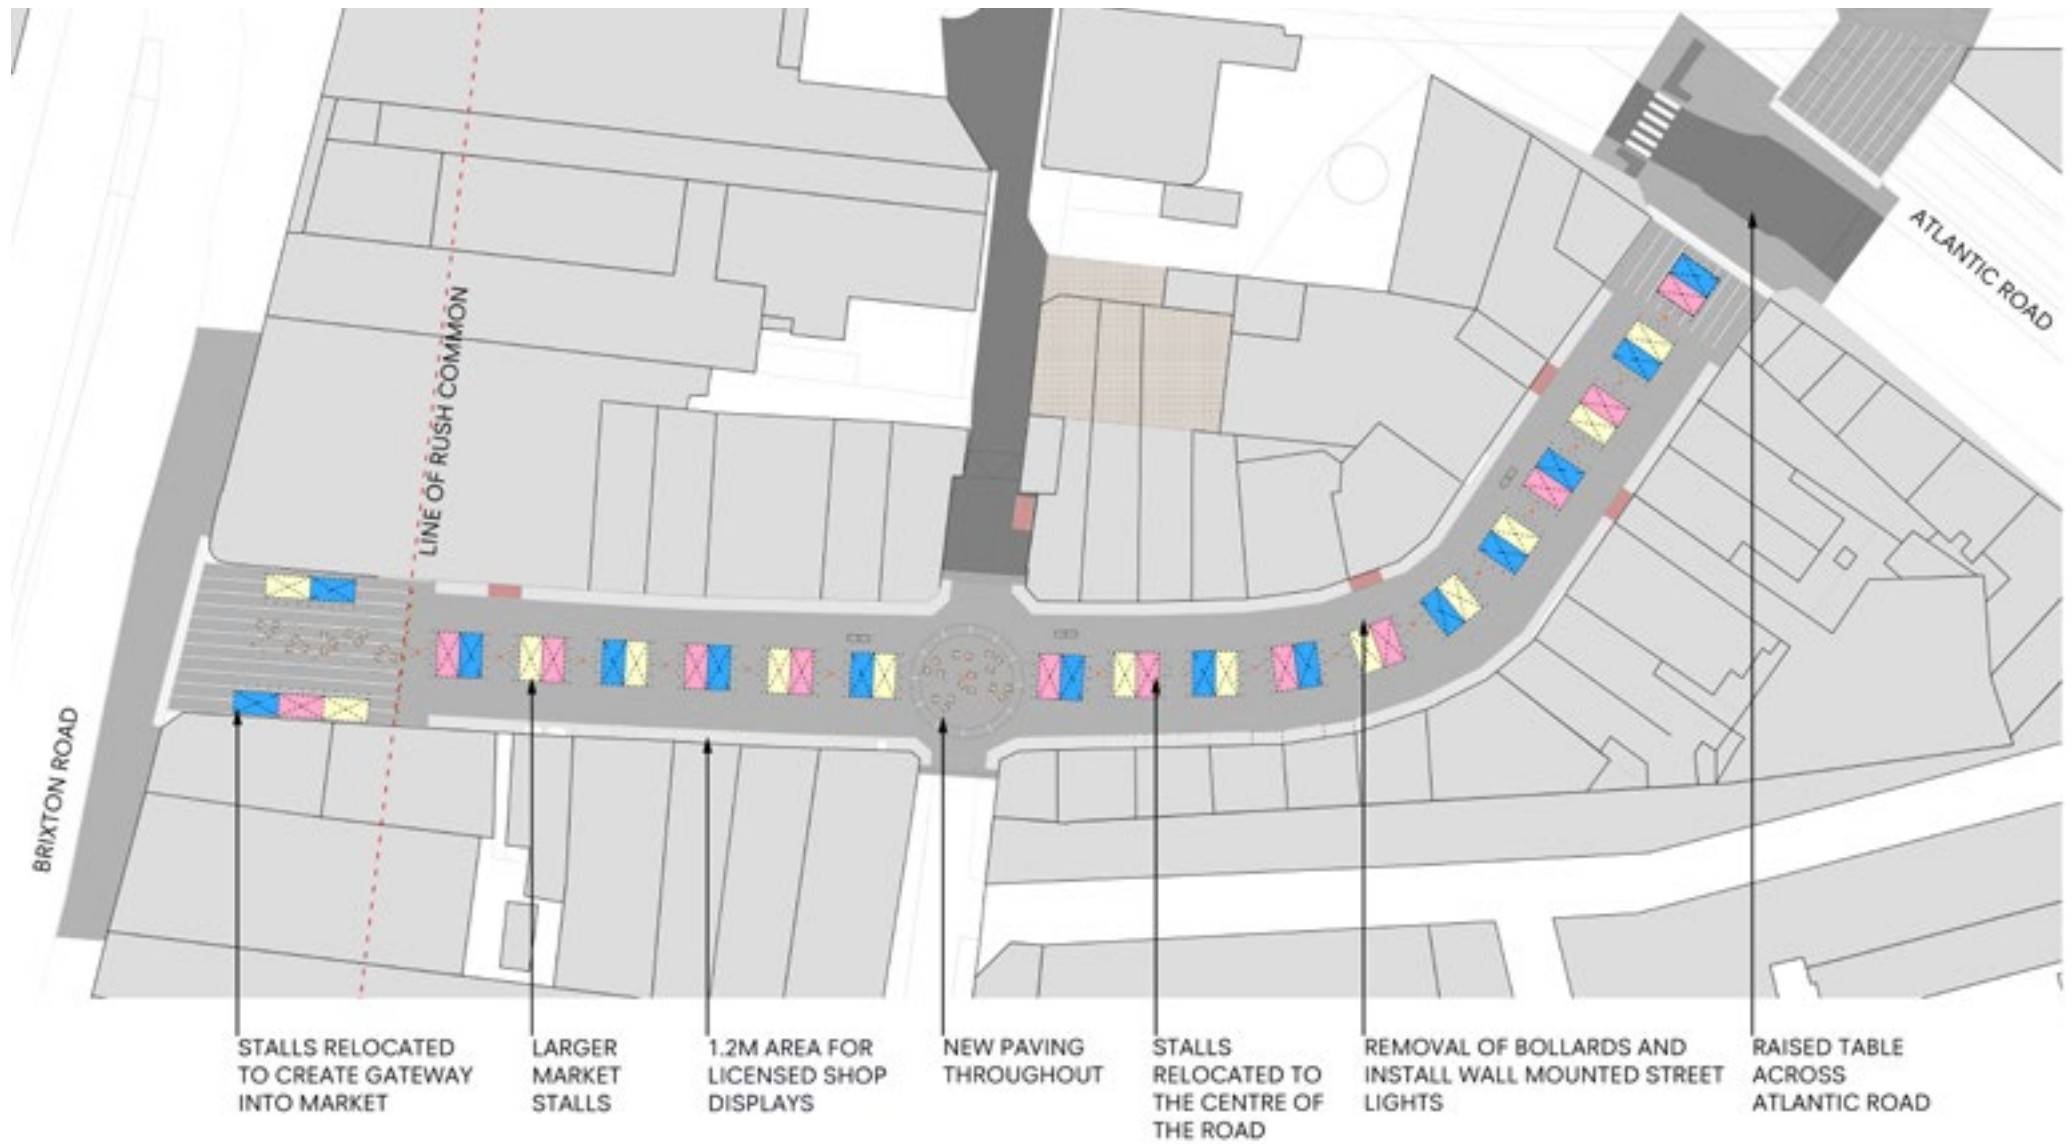 ATLANTIC ROAD
LINE OF RUSH COMMON
BRIXTON ROAD
STALLS RELOCATED
TO CREATE GATEWAY
INTO MARKET
LARGER
MARKET
STALLS
1.2M AREA FOR
LICENSED SHOP
DISPLAYS
NEW PAVING
THROUGHOUT
STALLS
RELOCATED TO
THE CENTRE OF
THE ROAD
REMOVAL OF BOLLARDS AND
INSTALL WALL MOUNTED STREET
LIGHTS
RAISED TABLE
ACROSS
ATLANTIC ROAD